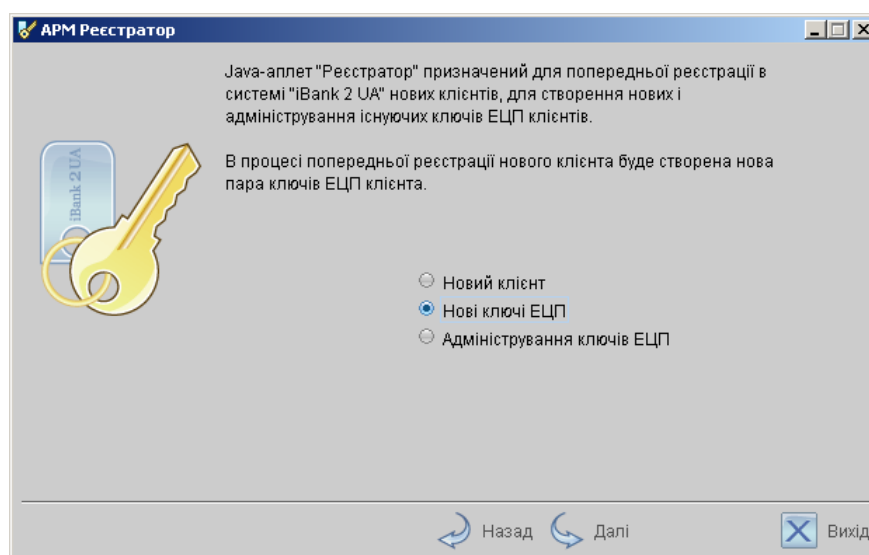 АРМ Реєстратор
Java-аплет "Реєстратор" призначений для попередньої реєстрації в
системі "iBank 2 UA" нових клієнтів, для створення нових і
адміністрування існуючих ключів ЕЦП клієнтів.
В процесі попередньої реєстрації нового клієнта буде створена нова
пара ключів ЕЦП клієнта.
iBank 2 UA
Новий клієнт
Нові ключі ЕЦП
Адміністрування ключів ЕЦП
Назад Далі Вихід